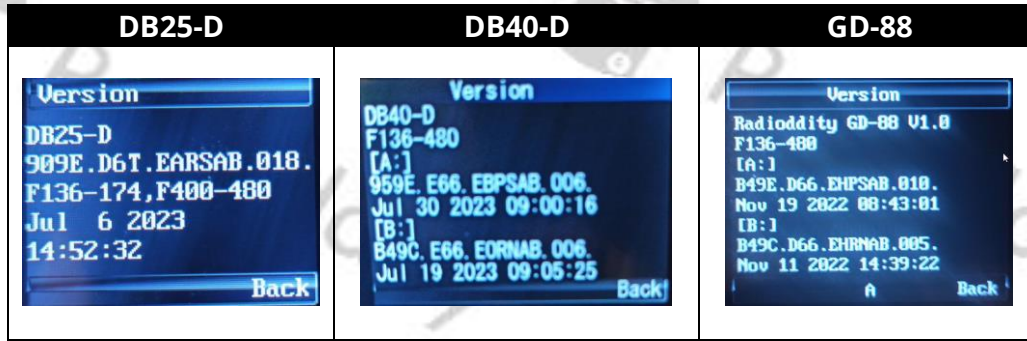 DB25-D
DB40-D
GD-88
Version
DB25-D
909E.D6T.EARSAB.018.
F136-174,F400-480
Jul 6 2023
14:52:32
Back
Version
DB40-D
F136-480
[A:]
959E.E66.EBPSAB.006.
Jul 30 2023 09:00:16
[B:]
B49C.E66.EORNAB.006.
Jul 19 2023 09:05:25
Back
Version
Radioddity GD-88 V1.0
F136-480
[A:]
B49E.D66.EHPSAB.010.
Nov 19 2022 08:43:01
[B:]
B49C.D66.EHRNAB.005.
Nov 11 2022 14:39:22
A Back